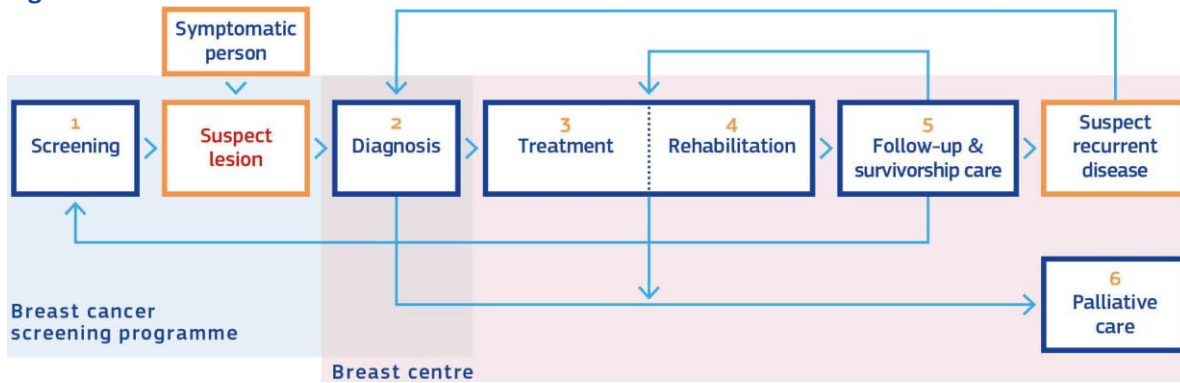 Symptomatic
person
1
Screening
Suspect
lesion
2
Diagnosis
3
Treatment
4
Rehabilitation
5
Follow-up &
survivorship care
Suspect
recurrent
disease
6
Palliative
care
Breast cancer
screening programme
Breast centre